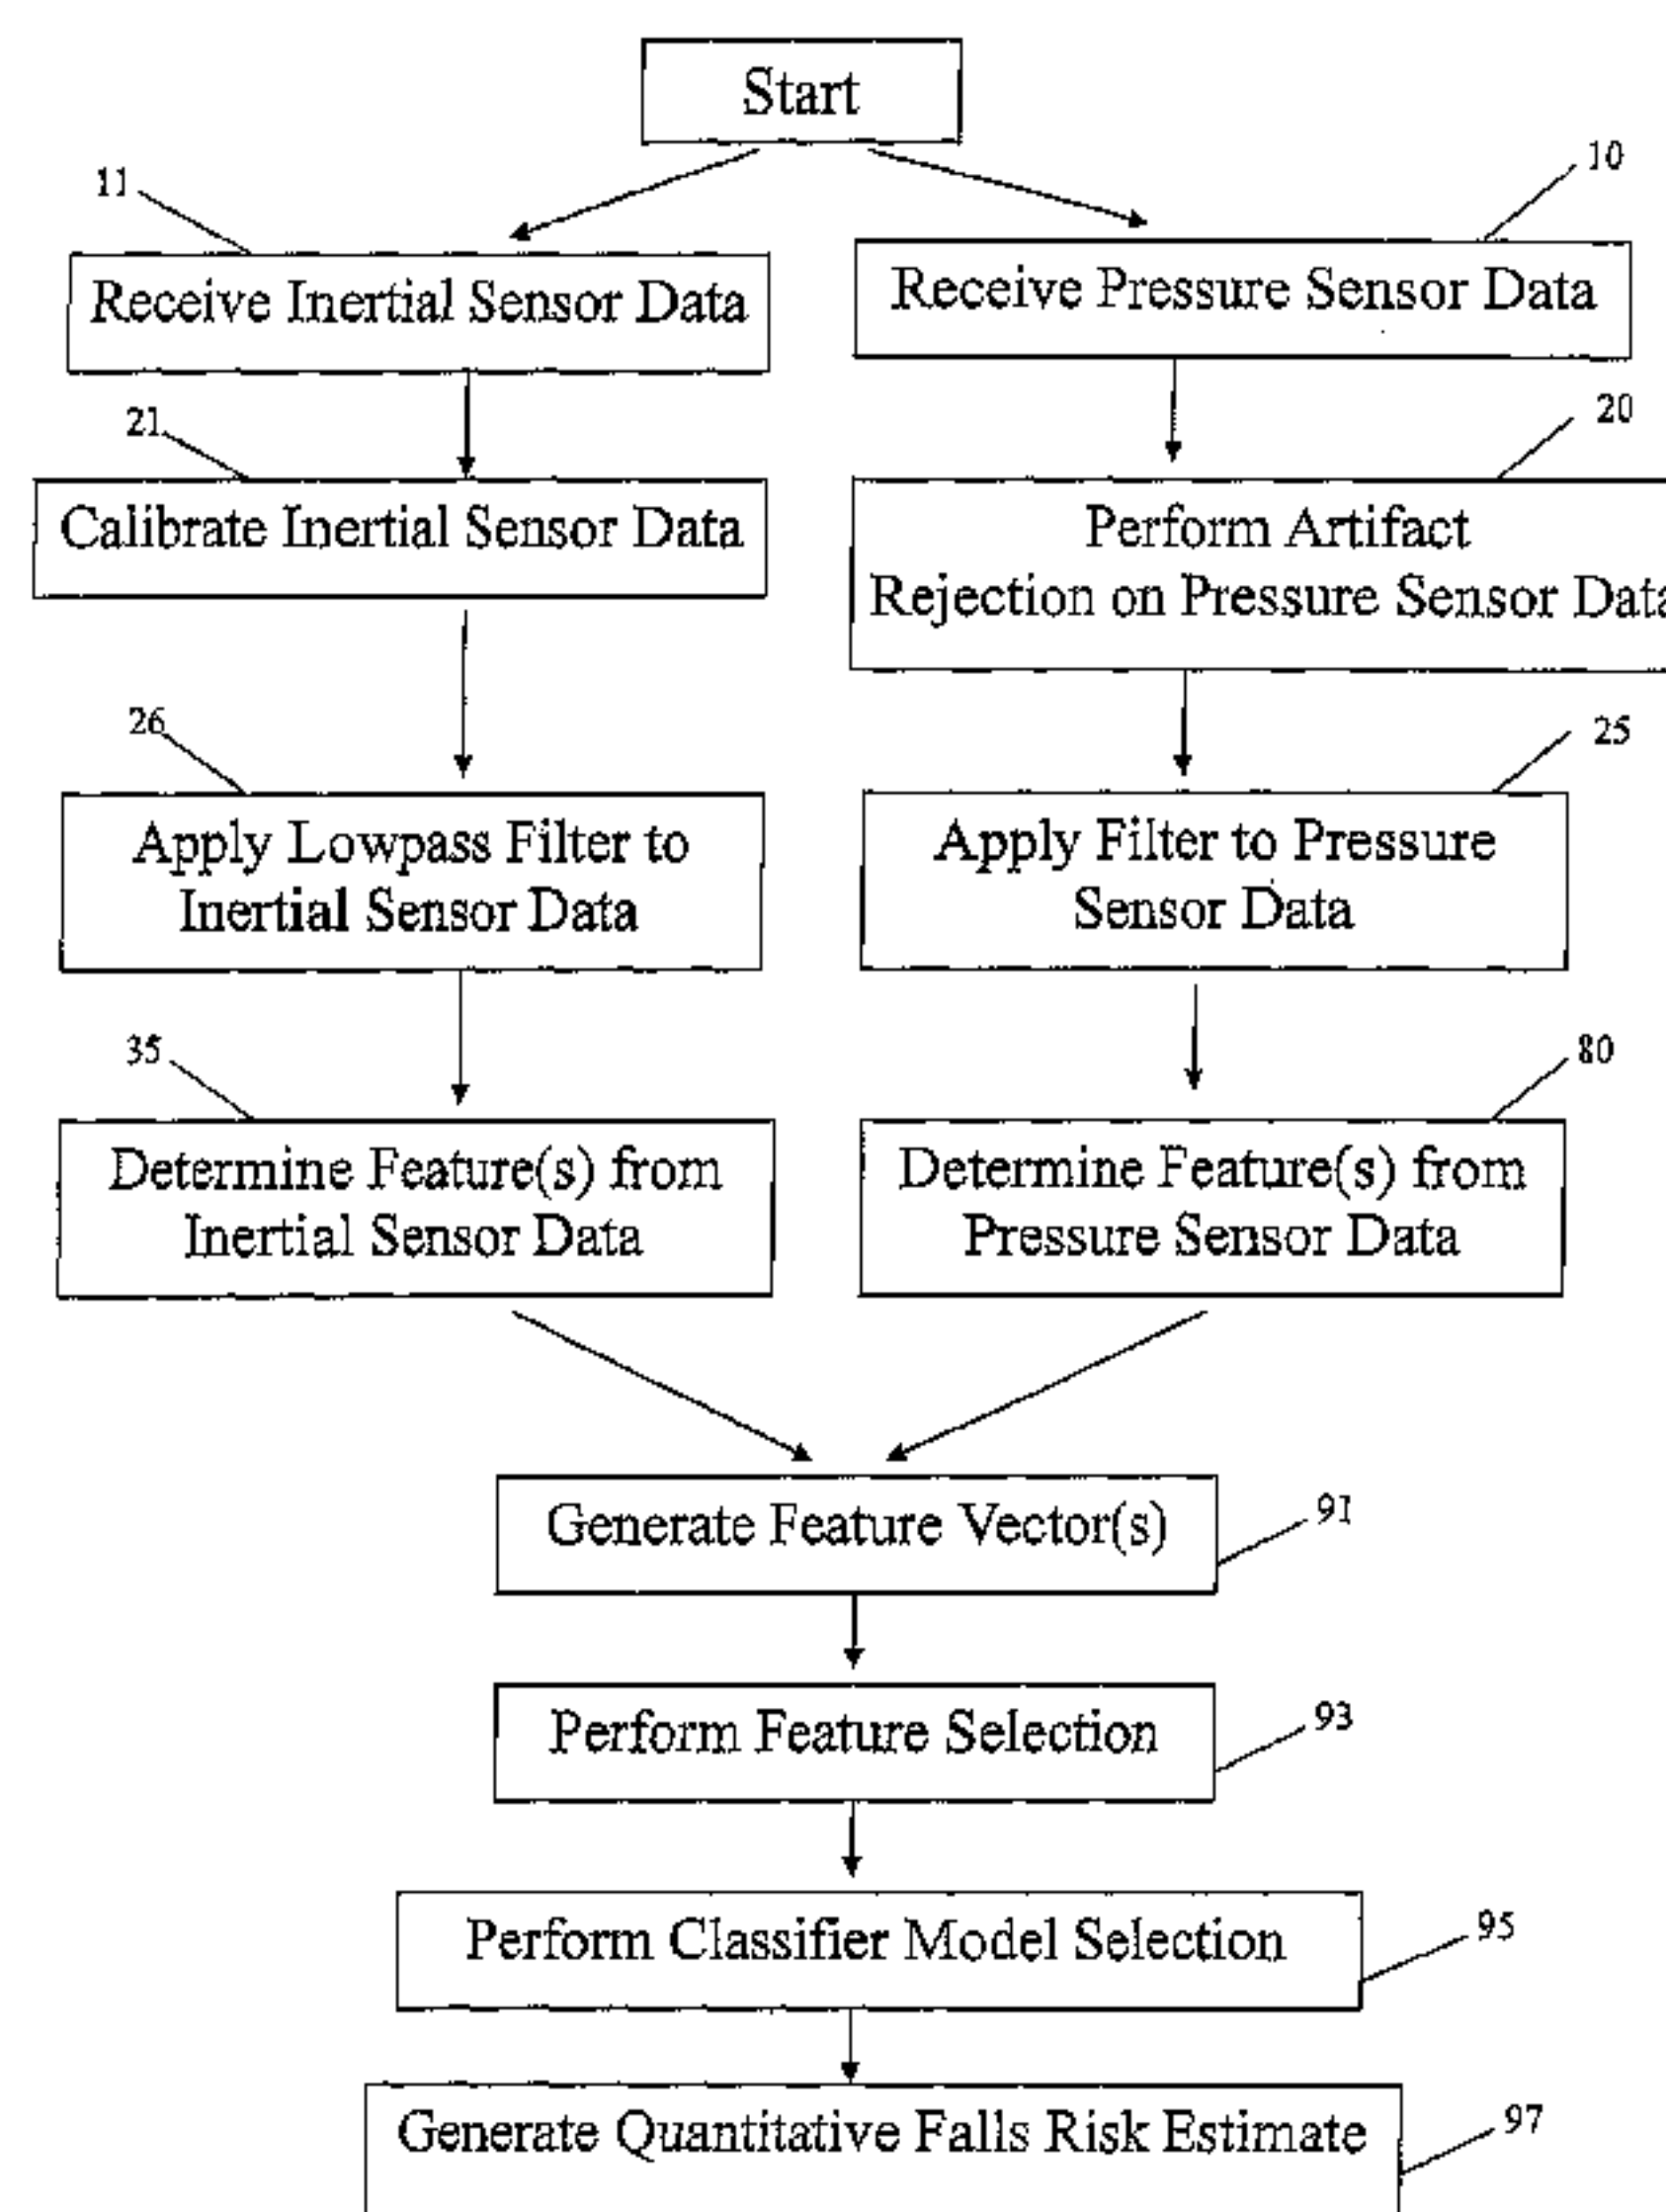 Start
11
10
Receive Inertial Sensor Data
Receive Pressure Sensor Data
21
20
Calibrate Inertial Sensor Data
Perform Artifact
Rejection on Pressure Sensor Data
26
25
Apply Lowpass Filter to
Inertial Sensor Data
Apply Filter to Pressure
Sensor Data
35
80
Determine Feature(s) from
Inertial Sensor Data
Determine Feature(s) from
Pressure Sensor Data
Generate Feature Vector(s)
91
Perform Feature Selection
93
Perform Classifier Model Selection
95
Generate Quantitative Falls Risk Estimate
97